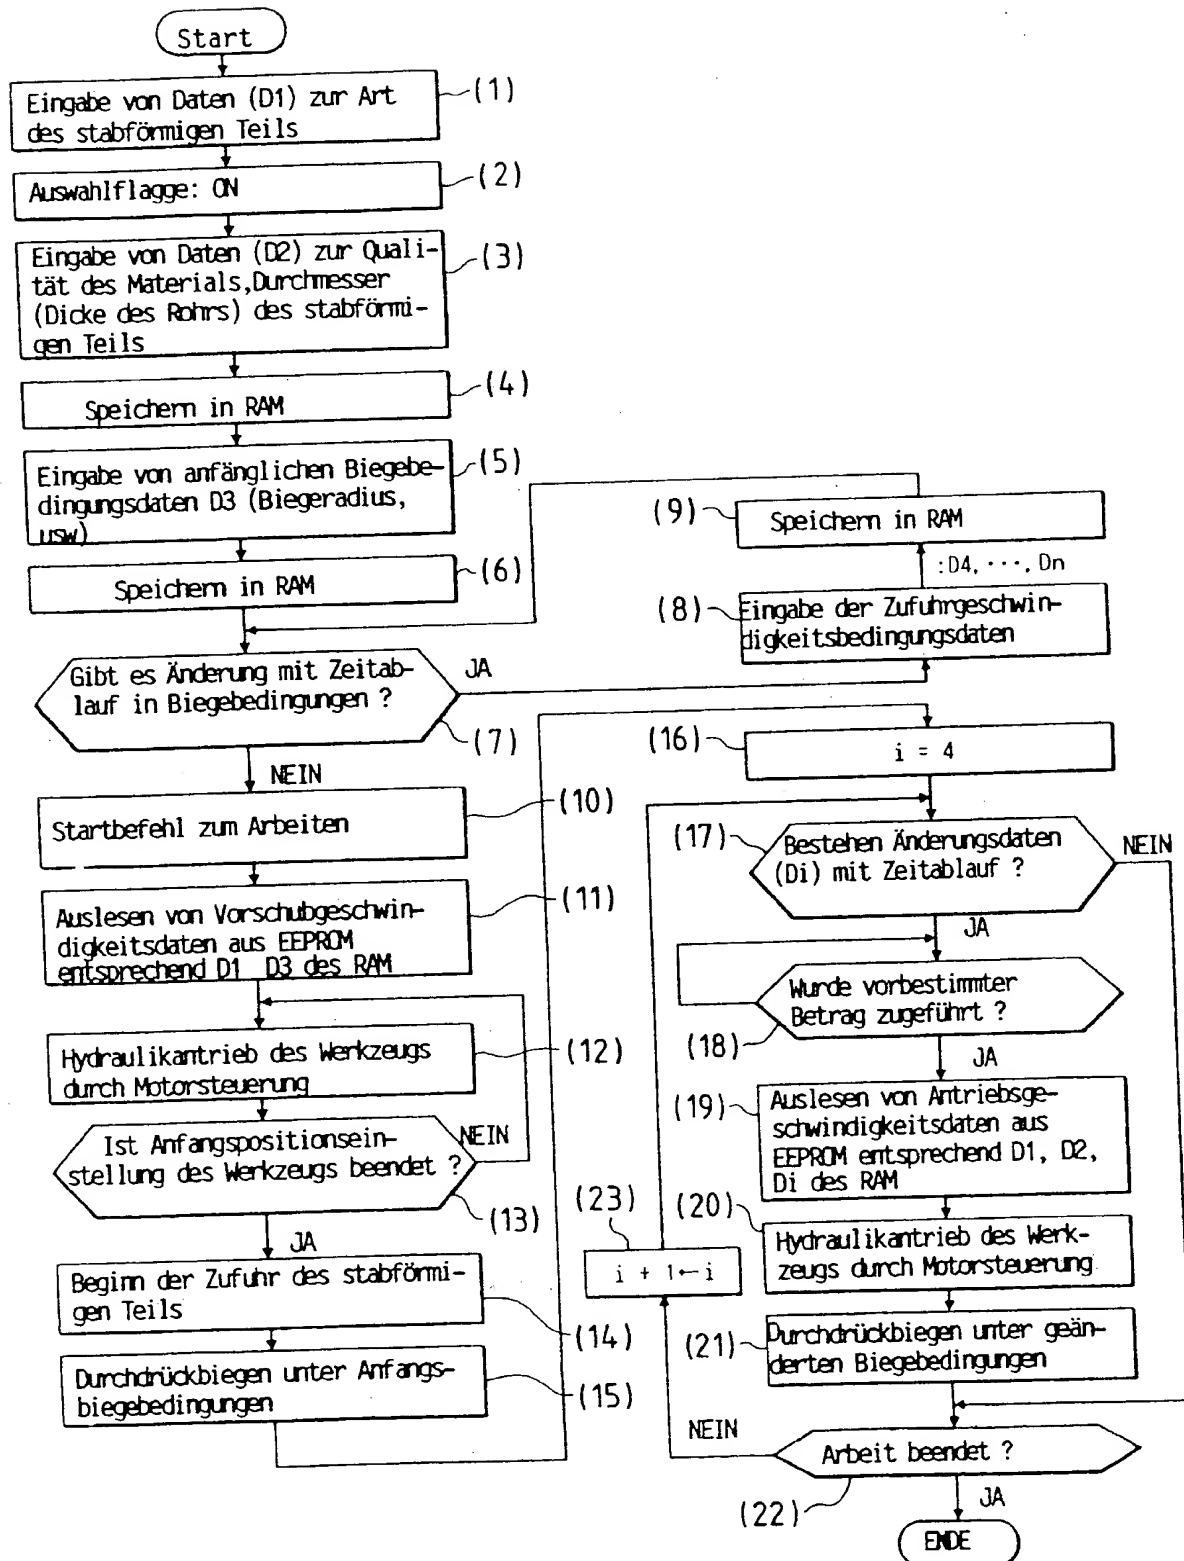 Start
Eingabe von Daten (D1) zur Art
des stabförmigen Teils
(1)
Auswahlflagge: ON
(2)
Eingabe von Daten (D2) zur Quali-
tät des Materials,Durchmesser
(Dicke des Rohrs) des stabförmi-
gen Teils
(3)
Speichern in RAM
(4)
Eingabe von anfänglichen Biegebe-
dingungsdaten D3 (Biegeradius,
usw)
(5)
Speichern in RAM
(6)
Gibt es Änderung mit Zeitab-
lauf in Biegebedingungen ?
(7)
JA
NEIN
Eingabe der Zufuhrgeschwin-
digkeitsbedingungsdaten
(8)
:D4, ···, Dn
Speichern in RAM
(9)
Startbefehl zum Arbeiten
(10)
Auslesen von Vorschubgeschwin-
digkeitsdaten aus EEPROM
entsprechend D1 D3 des RAM
(11)
Hydraulikantrieb des Werkzeugs
durch Motorsteuerung
(12)
Ist Anfangspositionsein-
stellung des Werkzeugs beendet ?
NEIN
(13)
JA
Beginn der Zufuhr des stabförmi-
gen Teils
(14)
Durchdrückbiegen unter Anfangs-
biegebedingungen
(15)
(16)
i = 4
(17)
Bestehen Änderungsdaten
(Di) mit Zeitablauf ?
NEIN
JA
Wurde vorbestimmter
Betrag zugeführt ?
(18)
JA
(19)
Auslesen von Antriebsge-
schwindigkeitsdaten aus
EEPROM entsprechend D1, D2,
Di des RAM
(20)
Hydraulikantrieb des Werk-
zeugs durch Motorsteuerung
(21)
Durchdrückbiegen unter geän-
derten Biegebedingungen
Arbeit beendet ?
(22)
NEIN
(23)
i + 1←i
JA
ENDE